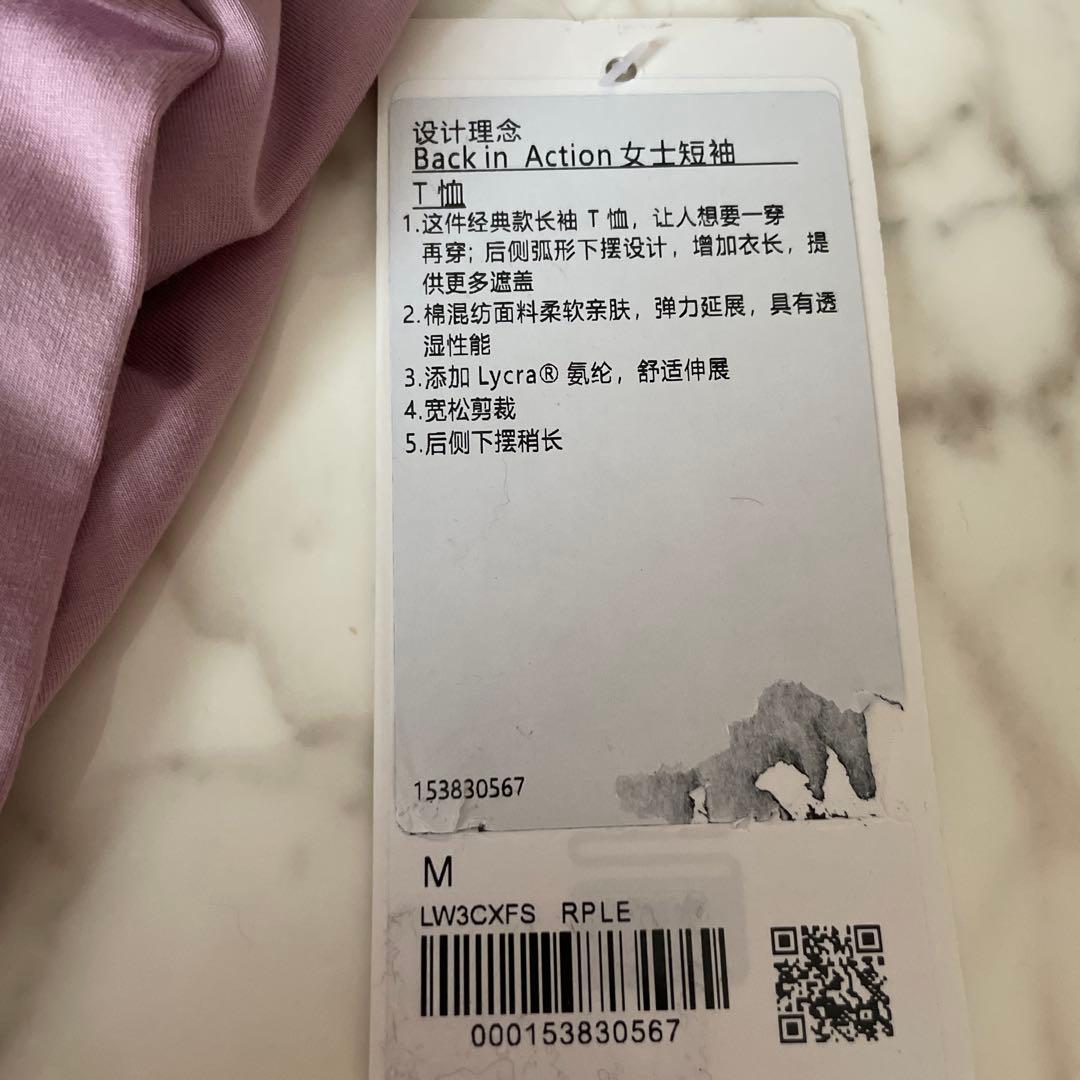 设计理念
Back in Action 女士短袖
T 恤
1.这件经典款长袖 T 恤，让人想要一穿
再穿；后侧弧形下摆设计，增加衣长，提
供更多遮盖
2.棉混纺面料柔软亲肤，弹力延展，具有透
湿性能
3.添加 Lycra® 氨纶，舒适伸展
4.宽松剪裁
5.后侧下摆稍长
153830567
M
LW3CXFS RPLE
000153830567